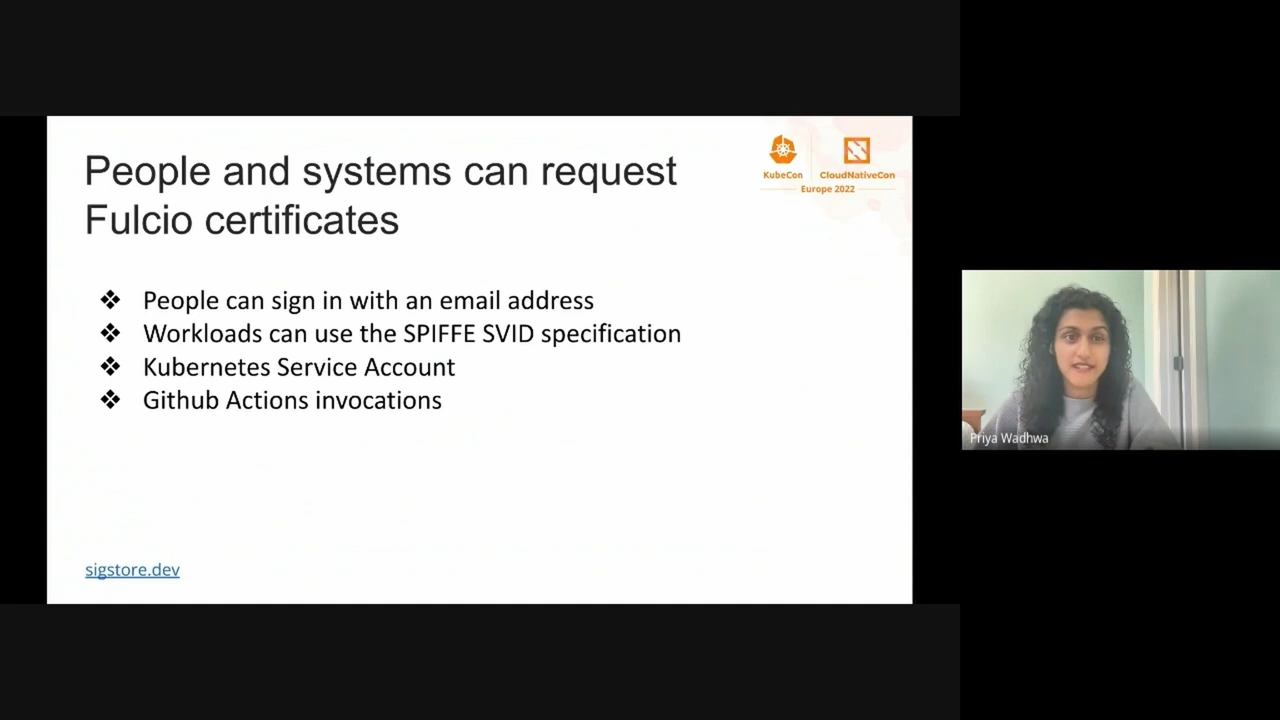 People and systems can request
Fulcio certificates
KubeCon
CloudNativeCon
Europe 2022
❖ People can sign in with an email address
❖ Workloads can use the SPIFFE SVID specification
❖ Kubernetes Service Account
❖ Github Actions invocations
sigstore.dev
Priya Wadhwa